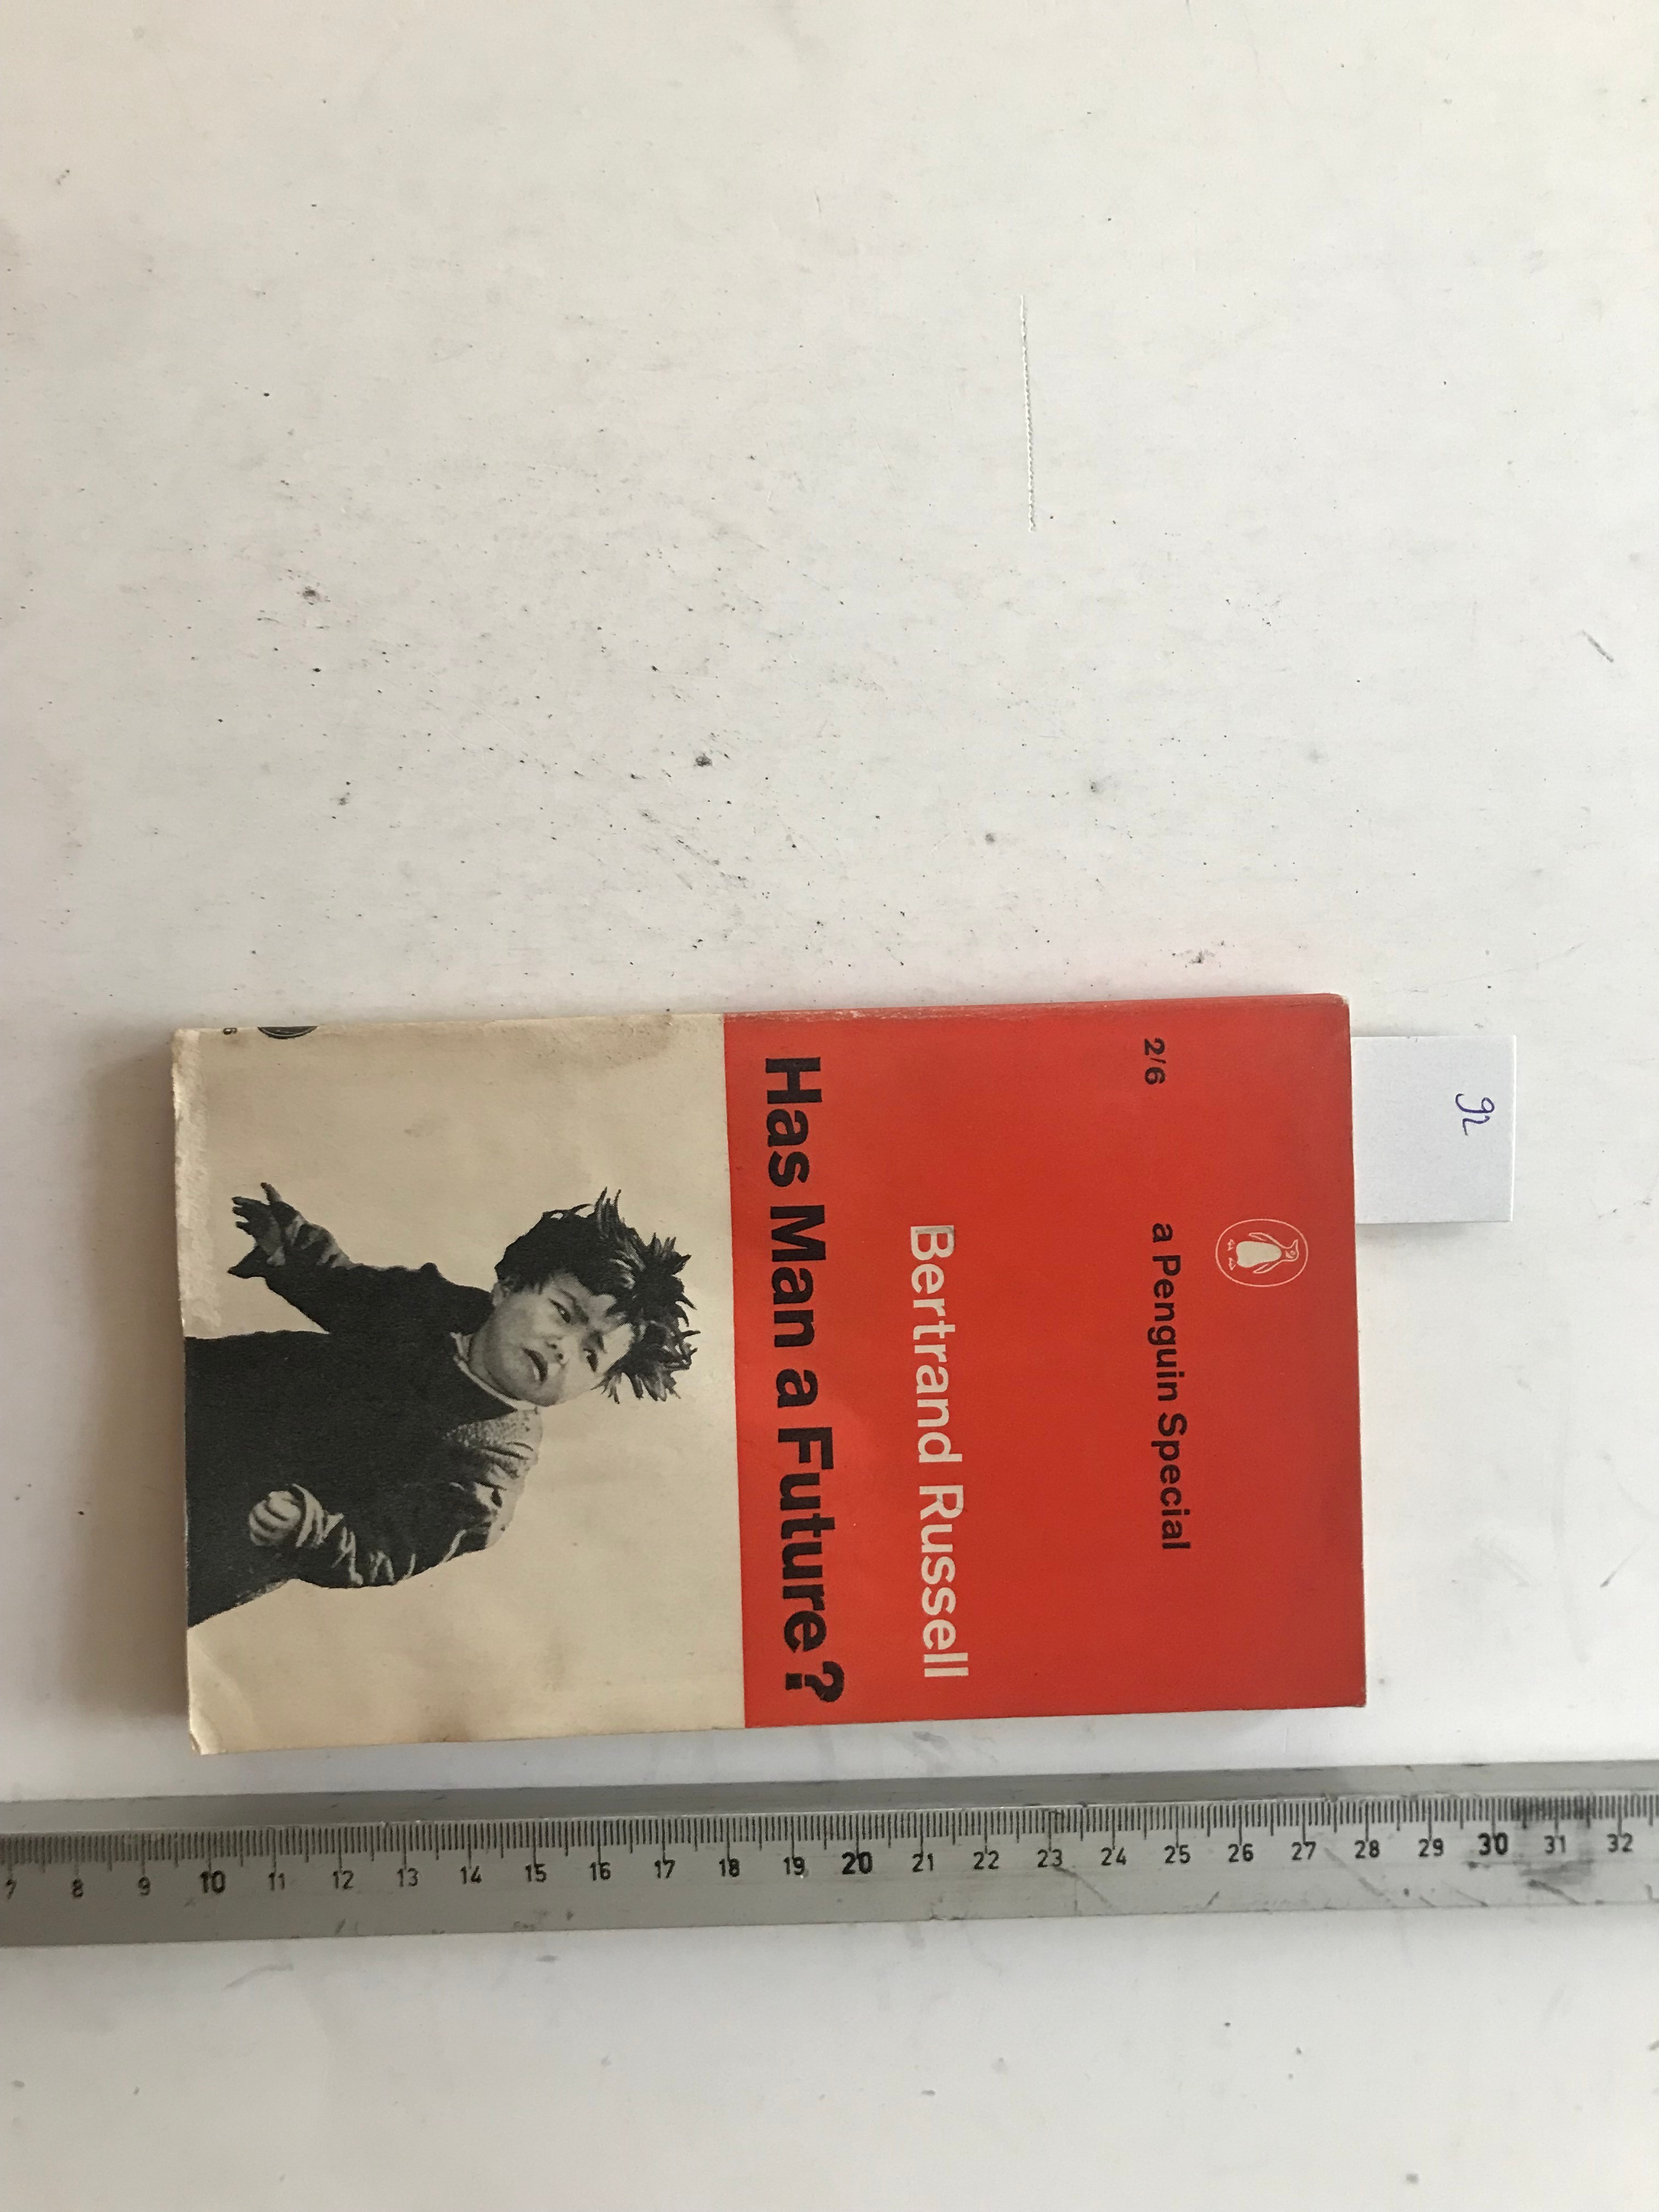 92
2/6
a Penguin Special
Bertrand Russell
Has Man a Future?
7 8 9 10 11 12 13 14 15 16 17 18 19 20 21 22 23 24 25 26 27 28 29 30 31 32